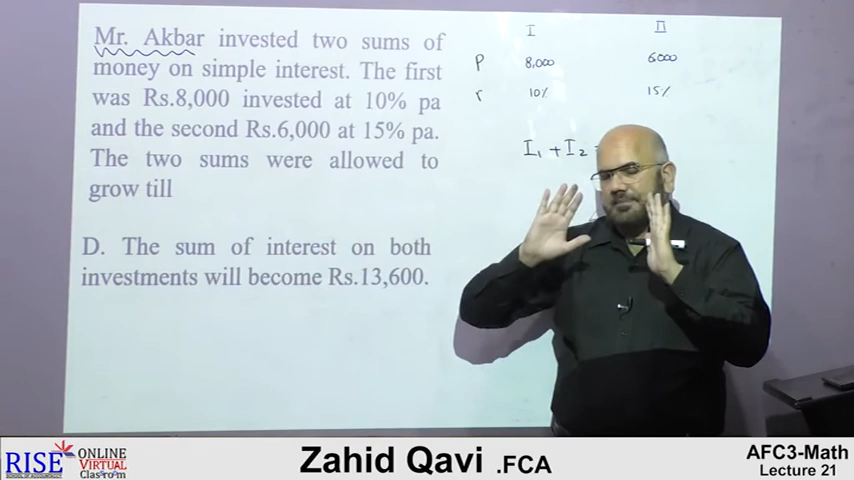 Mr. Akbar invested two sums of
money on simple interest. The first
was Rs.8,000 invested at 10% pa
and the second Rs.6,000 at 15% pa.
The two sums were allowed to
grow till
D. The sum of interest on both
investments will become Rs.13,600.
I II
P 8,000 6000
r 10% 15%
I1 + I2 =
RISE
SCHOOL OF ACCOUNTANCY
ONLINE
VIRTUAL
Classroom
Zahid Qavi .FCA
AFC3-Math
Lecture 21